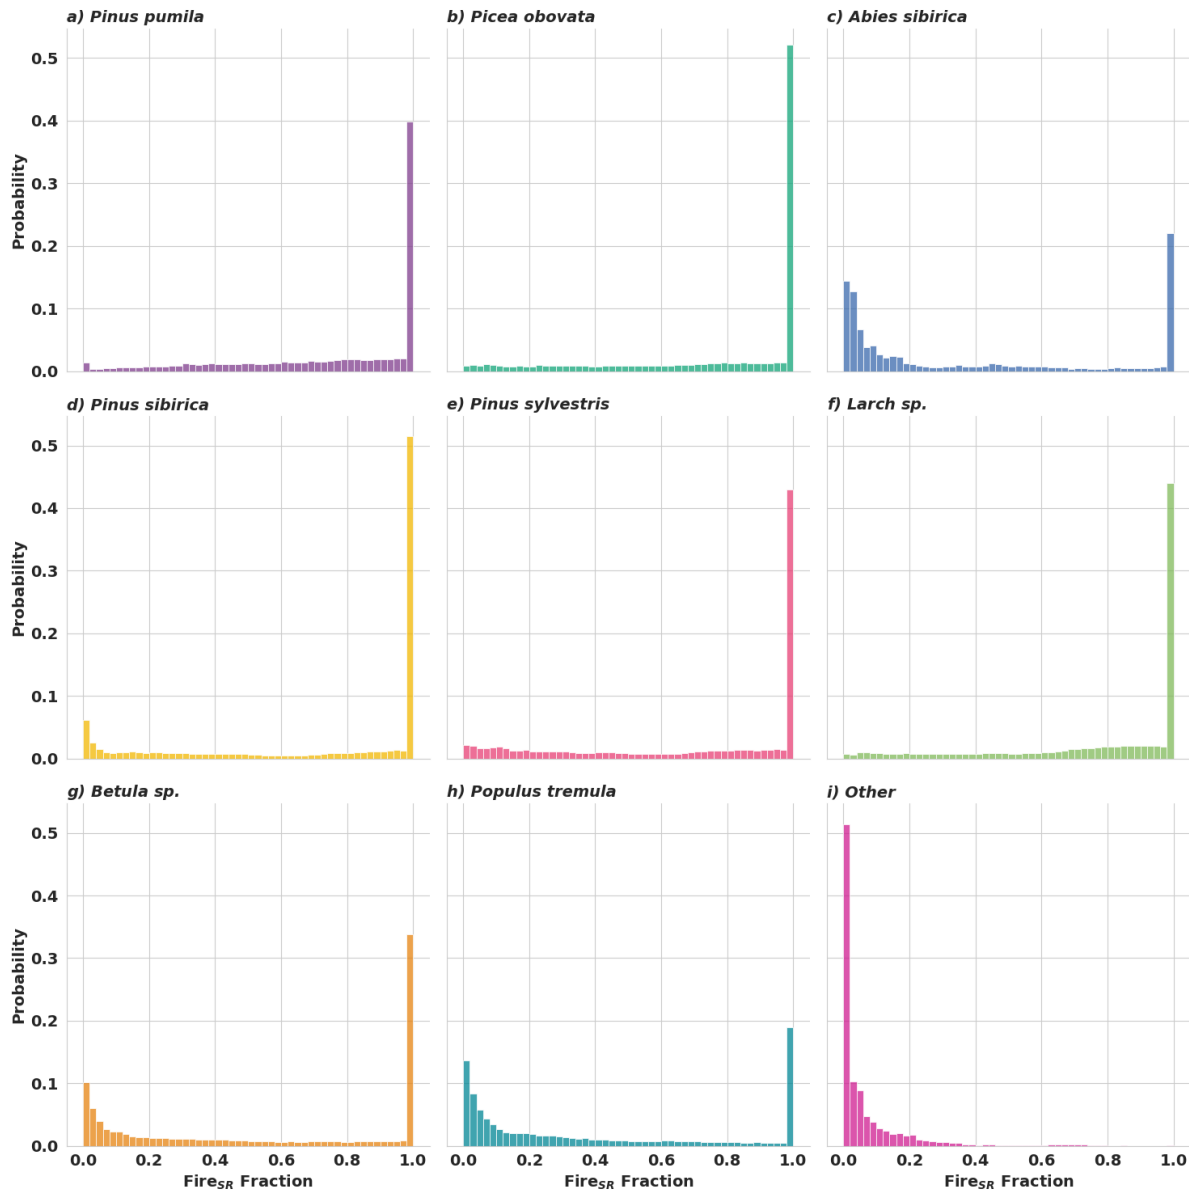 a) Pinus pumila
b) Picea obovata
c) Abies sibirica
Probability
0.5
0.4
0.3
0.2
0.1
0.0
d) Pinus sibirica
e) Pinus sylvestris
f) Larch sp.
Probability
0.5
0.4
0.3
0.2
0.1
0.0
g) Betula sp.
h) Populus tremula
i) Other
Probability
0.5
0.4
0.3
0.2
0.1
0.0
0.0 0.2 0.4 0.6 0.8 1.0
0.0 0.2 0.4 0.6 0.8 1.0
0.0 0.2 0.4 0.6 0.8 1.0
FireSR Fraction
FireSR Fraction
FireSR Fraction